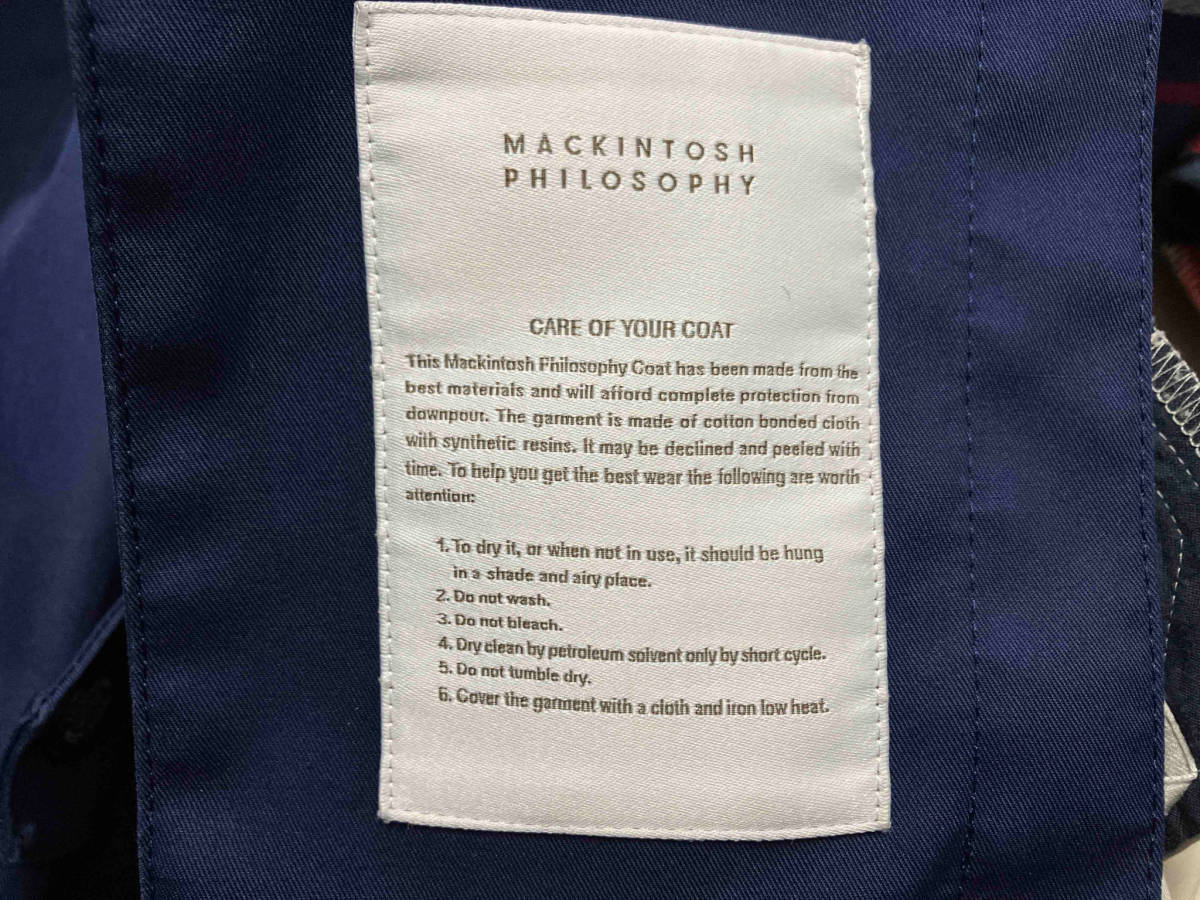 MACKINTOSH
PHILOSOPHY
CARE OF YOUR COAT
This Mackintosh Philosophy Coat has been made from the
best materials and will afford complete protection from
downpour. The garment is made of cotton bonded cloth
with synthetic resins. It may be declined and peeled with
time. To help you get the best wear the following are worth
attention:
1. To dry it, or when not in use, it should be hung
in a shade and airy place.
2. Do not wash.
3. Do not bleach.
4. Dry clean by petroleum solvent only by short cycle.
5. Do not tumble dry.
6. Cover the garment with a cloth and iron low heat.